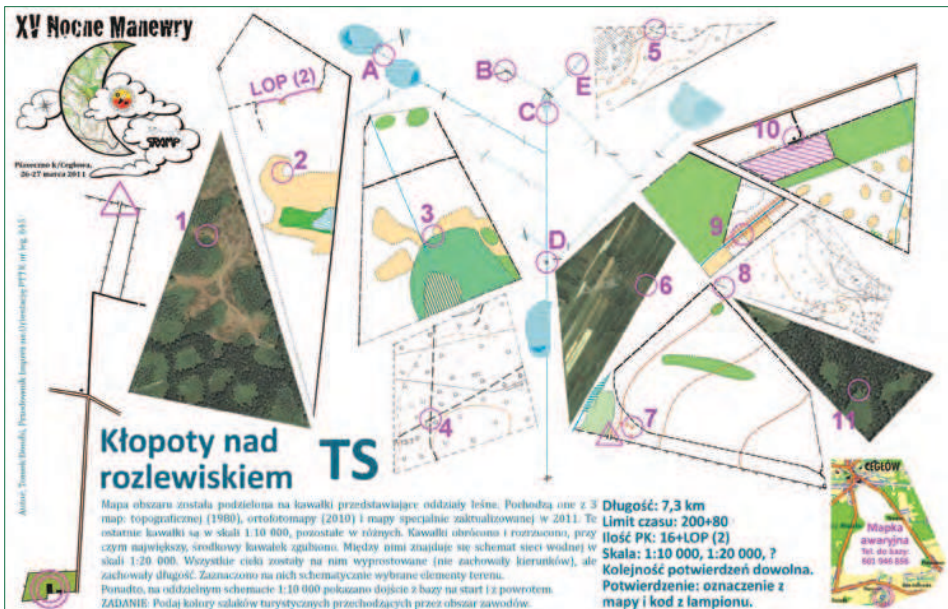 XV Nocne Manewry
Piaseczno k/Cegłowa,
26-27 marca 2011
LOP (2)
A
B
C
D
E
1
2
3
4
5
6
7
8
9
10
11
Kłopoty nad
rozlewiskiem
TS
Mapa obszaru została podzielona na kawałki przedstawiające oddziały leśne. Pochodzą one z 3
map: topograficznej (1980), ortofotomapy (2010) i mapy specjalnie zaktualizowanej w 2011. Te
ostatnie kawałki są w skali 1:10 000, pozostałe w różnych. Kawałki obrócono i rozrzucono, przy
czym największy, środkowy kawałek zgubiono. Między nimi znajduje się schemat sieci wodnej w
skali 1:20 000. Wszystkie cieki zostały na nim wyprostowane (nie zachowały kierunków), ale
zachowały długość. Zaznaczono na nich schematycznie wybrane elementy terenu.
Ponadto, na oddzielnym schemacie 1:10 000 pokazano dojście z bazy na start i z powrotem.
ZADANIE: Podaj kolory szlaków turystycznych przechodzących przez obszar zawodów.
Długość: 7,3 km
Limit czasu: 200+80
Ilość PK: 16+LOP (2)
Skala: 1:10 000, 1:20 000, ?
Kolejność potwierdzeń dowolna.
Potwierdzenie: oznaczenie z
mapy i kod z lampionu.
CEGŁÓW
Mapka
awaryjna
Tel. do bazy: